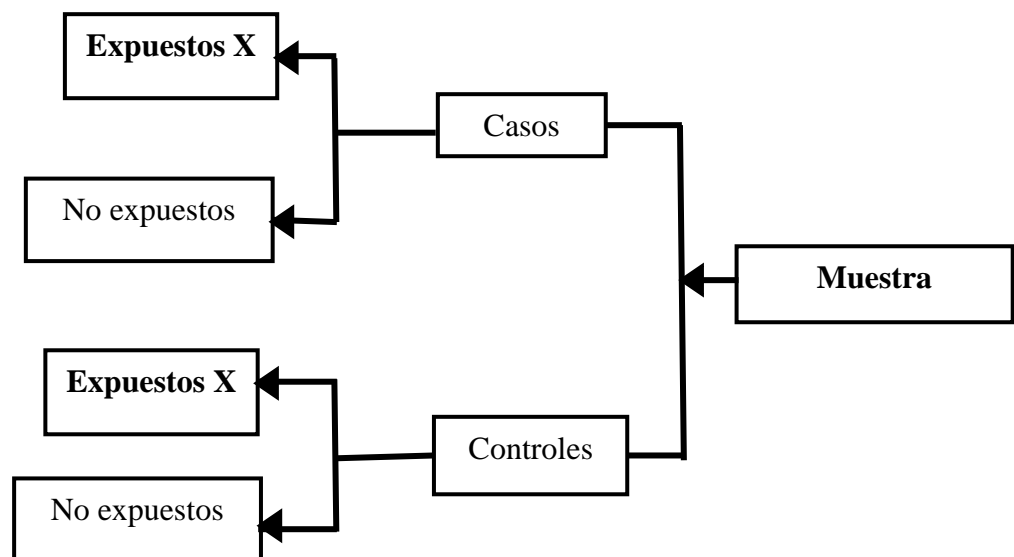 Expuestos X
Casos
No expuestos
Muestra
Expuestos X
Controles
No expuestos